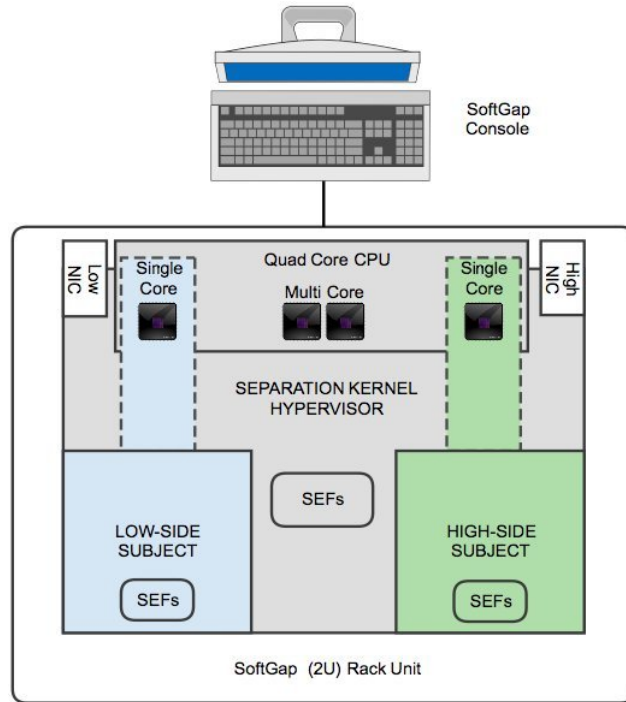 SoftGap
Console
Low
NIC
Single
Core
Quad Core CPU
Multi Core
Single
Core
High
NIC
SEPARATION KERNEL
HYPERVISOR
SEFs
LOW-SIDE
SUBJECT
SEFs
HIGH-SIDE
SUBJECT
SEFs
SoftGap (2U) Rack Unit